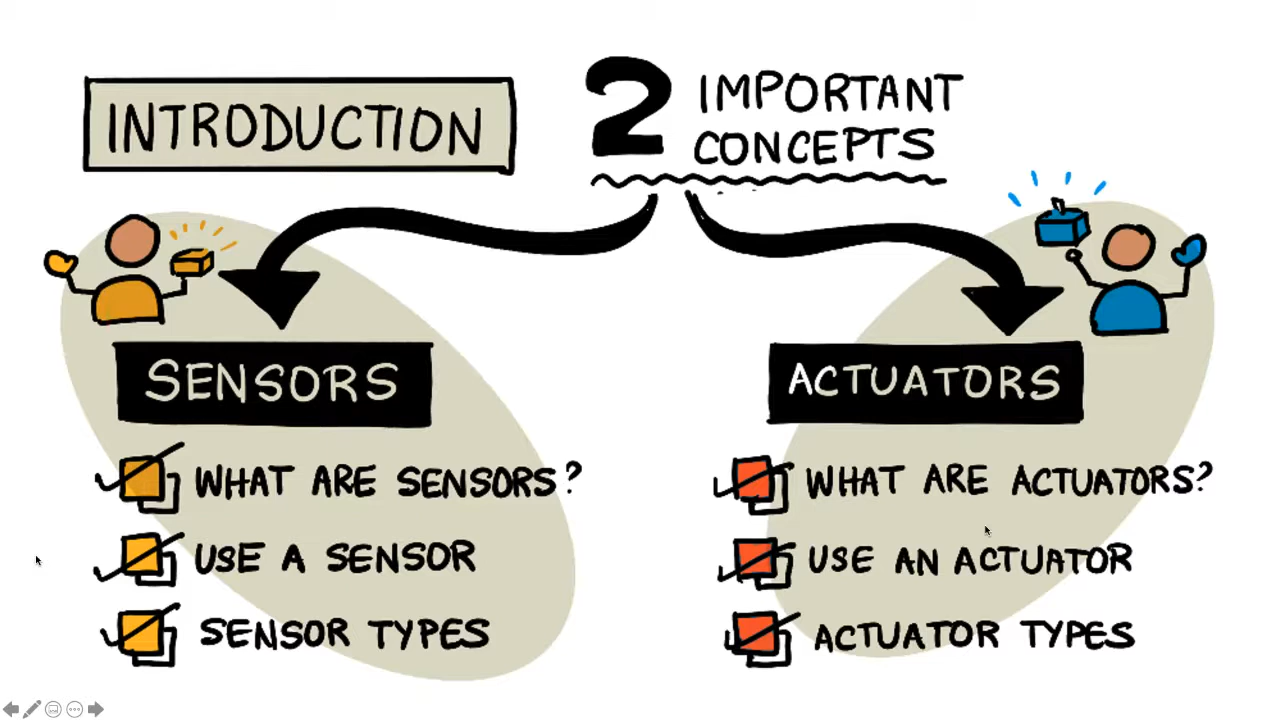 INTRODUCTION
2 IMPORTANT
CONCEPTS
SENSORS
WHAT ARE SENSORS?
USE A SENSOR
SENSOR TYPES
ACTUATORS
WHAT ARE ACTUATORS?
USE AN ACTUATOR
ACTUATOR TYPES